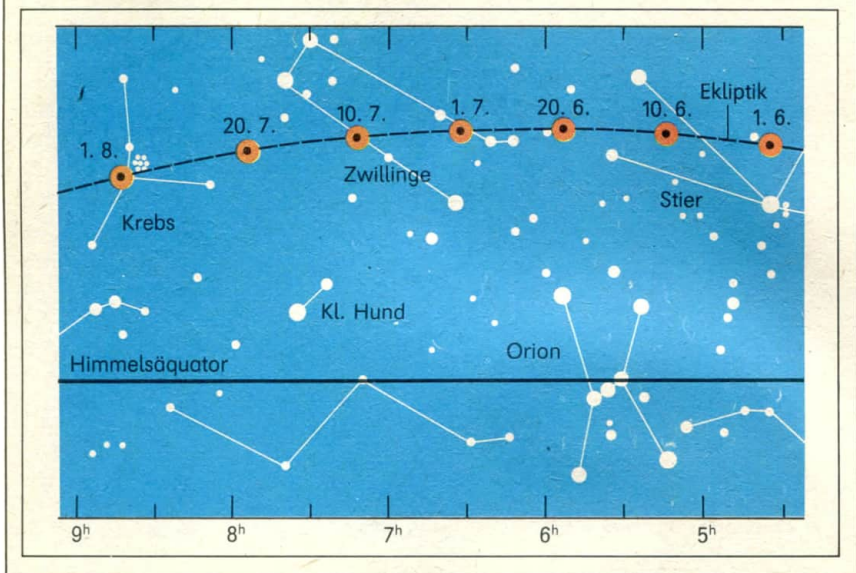 Ekliptik
1. 8.
20. 7.
10. 7.
1. 7.
20. 6.
10. 6.
1. 6.
Zwillinge
Stier
Krebs
Kl. Hund
Orion
Himmelsäquator
9h 8h 7h 6h 5h